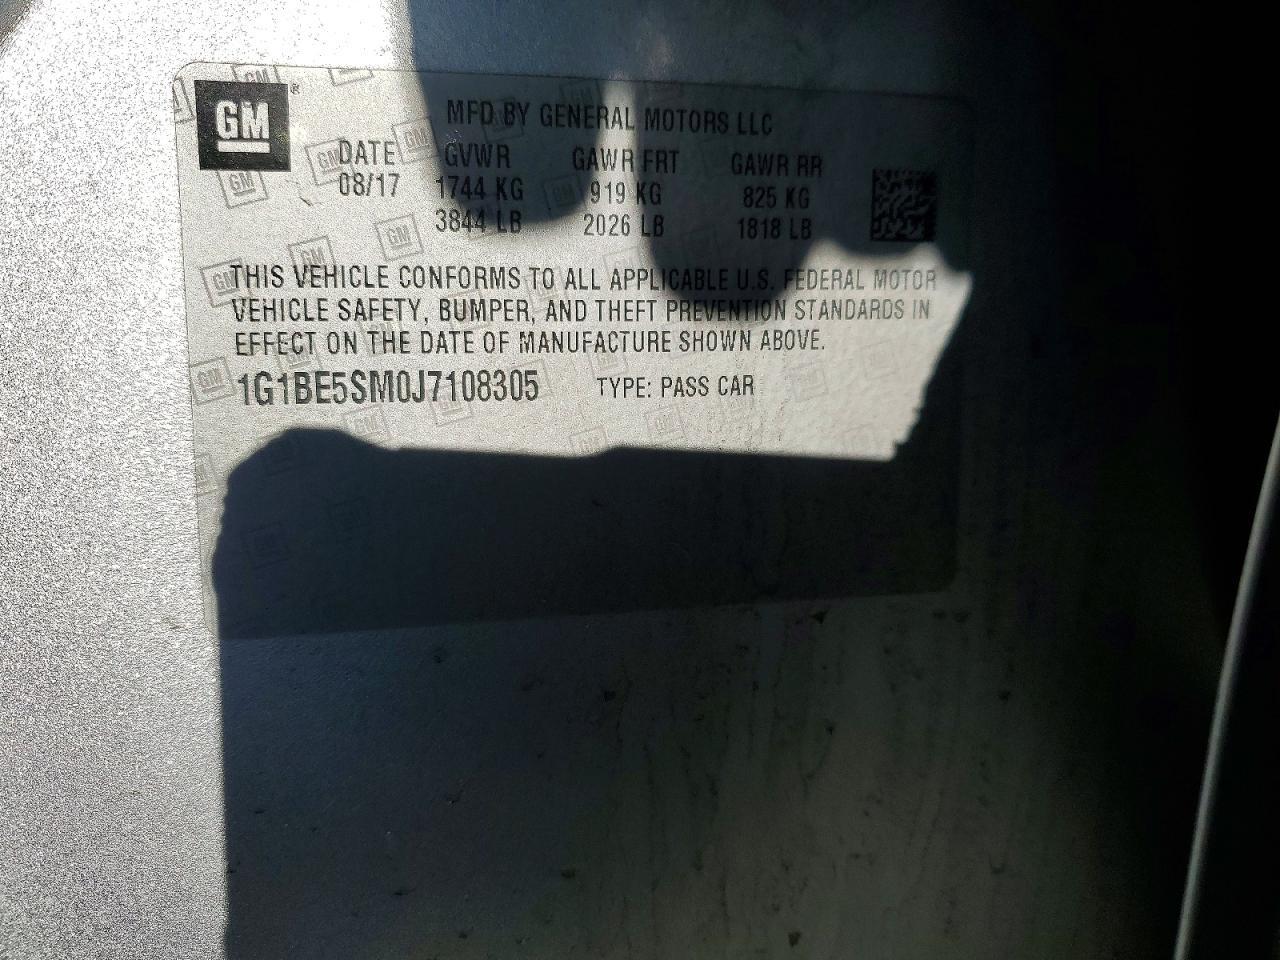 GM
MFD BY GENERAL MOTORS LLC
DATE GVWR GAWR FRT GAWR RR
08/17 1744 KG 919 KG 825 KG
3844 LB 2026 LB 1818 LB
THIS VEHICLE CONFORMS TO ALL APPLICABLE U.S. FEDERAL MOTOR
VEHICLE SAFETY, BUMPER, AND THEFT PREVENTION STANDARDS IN
EFFECT ON THE DATE OF MANUFACTURE SHOWN ABOVE.
1G1BE5SM0J7108305 TYPE: PASS CAR